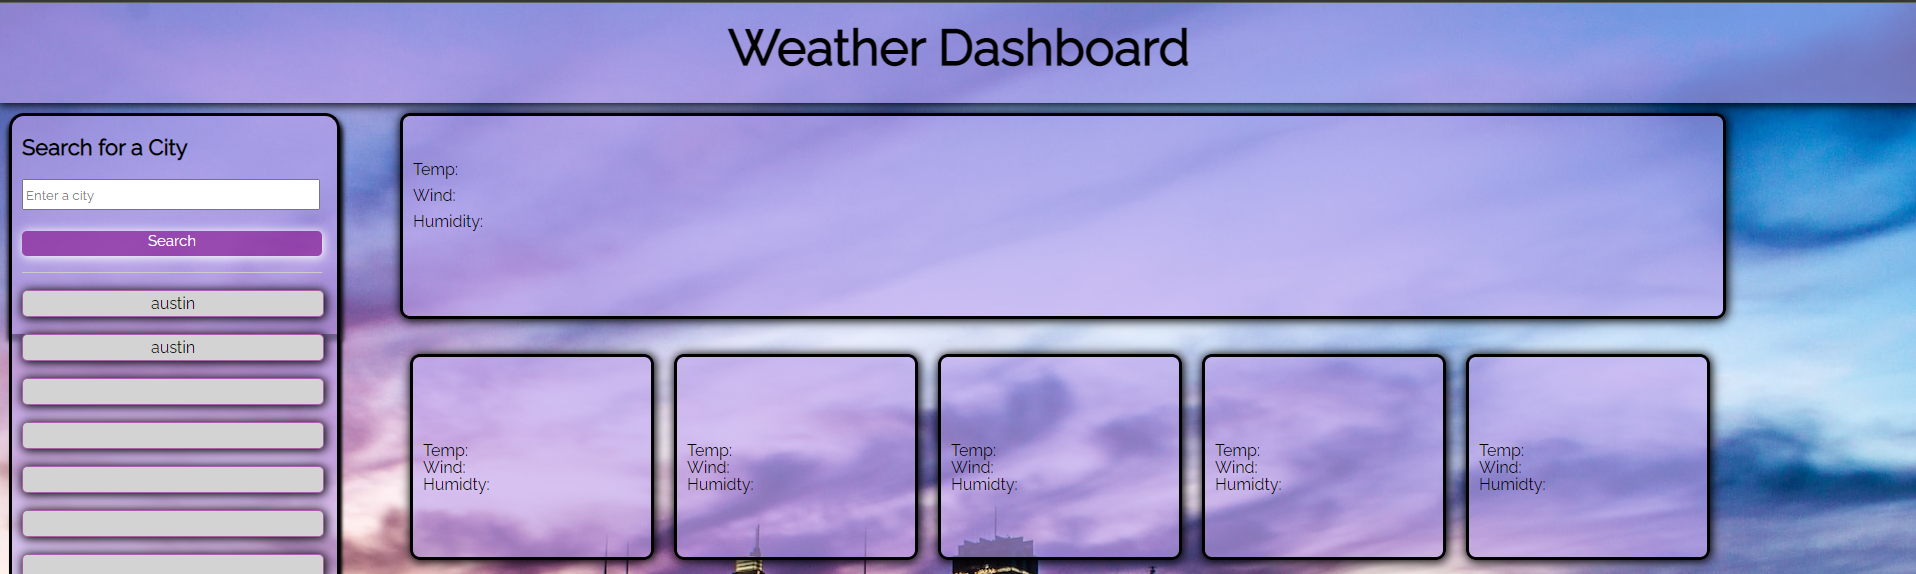 Weather Dashboard
Search for a City
Enter a city
Search
austin
austin
Temp:
Wind:
Humidity:
Temp:
Wind:
Humidty:
Temp:
Wind:
Humidty:
Temp:
Wind:
Humidty:
Temp:
Wind:
Humidty:
Temp:
Wind:
Humidty: